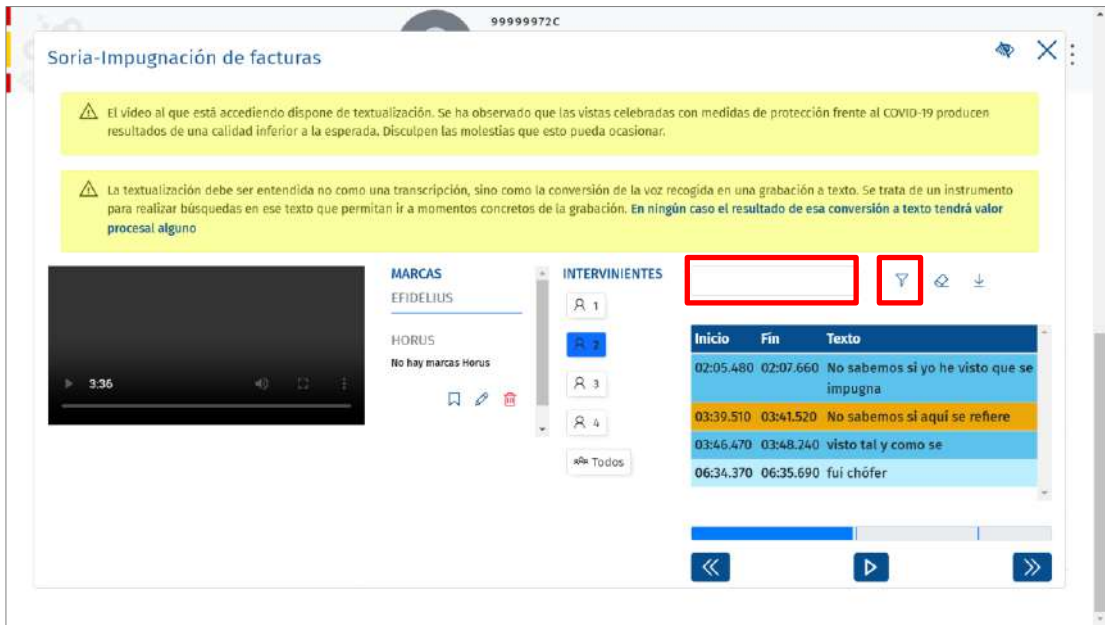 99999972C
Soria-Impugnación de facturas
El vídeo al que está accediendo dispone de textualización. Se ha observado que las vistas celebradas con medidas de protección frente al COVID-19 producen
resultados de una calidad inferior a la esperada. Disculpen las molestias que esto pueda ocasionar.
La textualización debe ser entendida no como una transcripción, sino como la conversión de la voz recogida en una grabación a texto. Se trata de un instrumento
para realizar búsquedas en ese texto que permitan ir a momentos concretos de la grabación. En ningún caso el resultado de esa conversión a texto tendrá valor
procesal alguno
3:36
MARCAS
EFIDELIUS
HORUS
No hay marcas Horus
INTERVINIENTES
1
2
3
4
Todos
Inicio Fín Texto
02:05.480 02:07.660 No sabemos si yo he visto que se
impugna
03:39.510 03:41.520 No sabemos si aquí se refiere
03:46.470 03:48.240 visto tal y como se
06:34.370 06:35.690 fui chófer